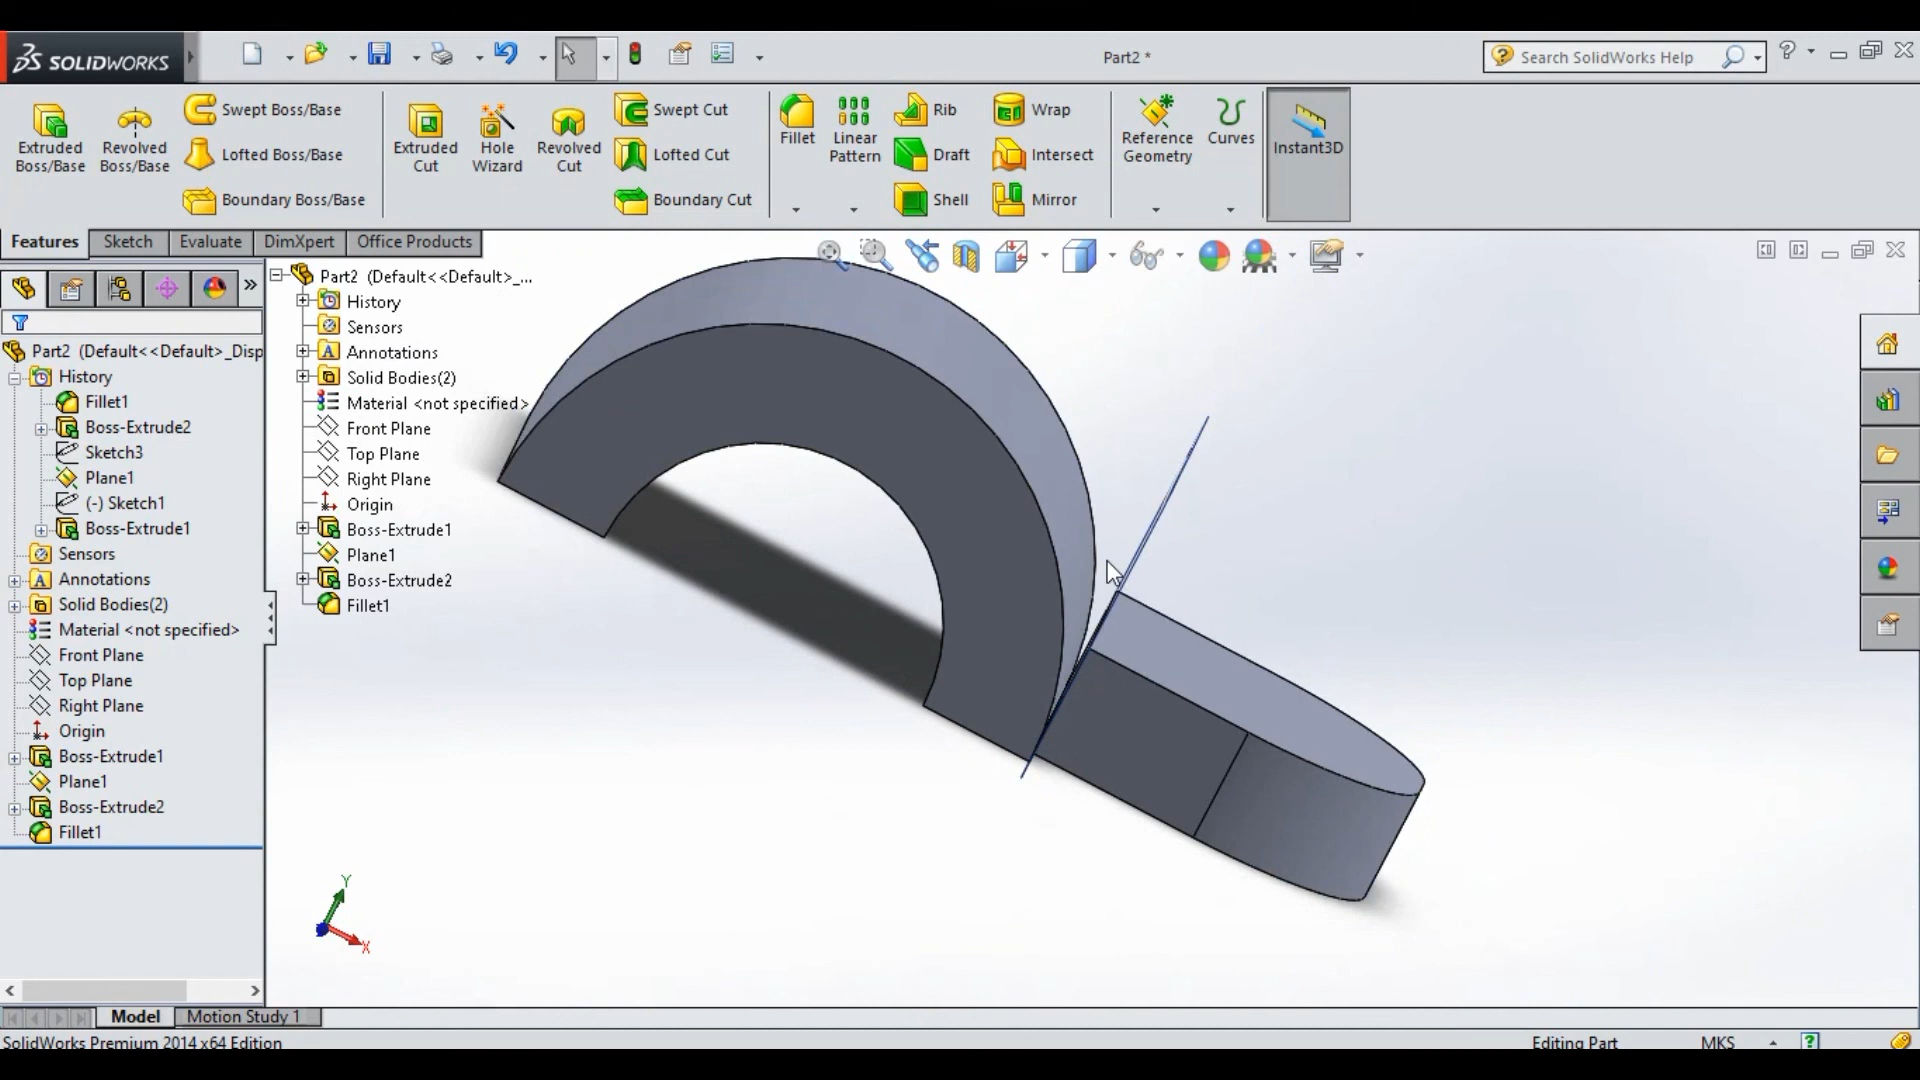 SOLIDWORKS
Part2 *
Search SolidWorks Help
Extruded Boss/Base
Revolved Boss/Base
Swept Boss/Base
Lofted Boss/Base
Boundary Boss/Base
Extruded Cut
Hole Wizard
Revolved Cut
Swept Cut
Lofted Cut
Boundary Cut
Fillet
Linear Pattern
Rib
Draft
Shell
Wrap
Intersect
Mirror
Reference Geometry
Curves
Instant3D
Features
Sketch
Evaluate
DimXpert
Office Products
Part2 (Default<<Default>_Disp
History
Fillet1
Boss-Extrude2
Sketch3
Plane1
(-) Sketch1
Boss-Extrude1
Sensors
Annotations
Solid Bodies(2)
Material <not specified>
Front Plane
Top Plane
Right Plane
Origin
Boss-Extrude1
Plane1
Boss-Extrude2
Fillet1
Part2 (Default<<Default>_...
History
Sensors
Annotations
Solid Bodies(2)
Material <not specified>
Front Plane
Top Plane
Right Plane
Origin
Boss-Extrude1
Plane1
Boss-Extrude2
Fillet1
Y
X
Model
Motion Study 1
SolidWorks Premium 2014 x64 Edition
Editing Part
MKS